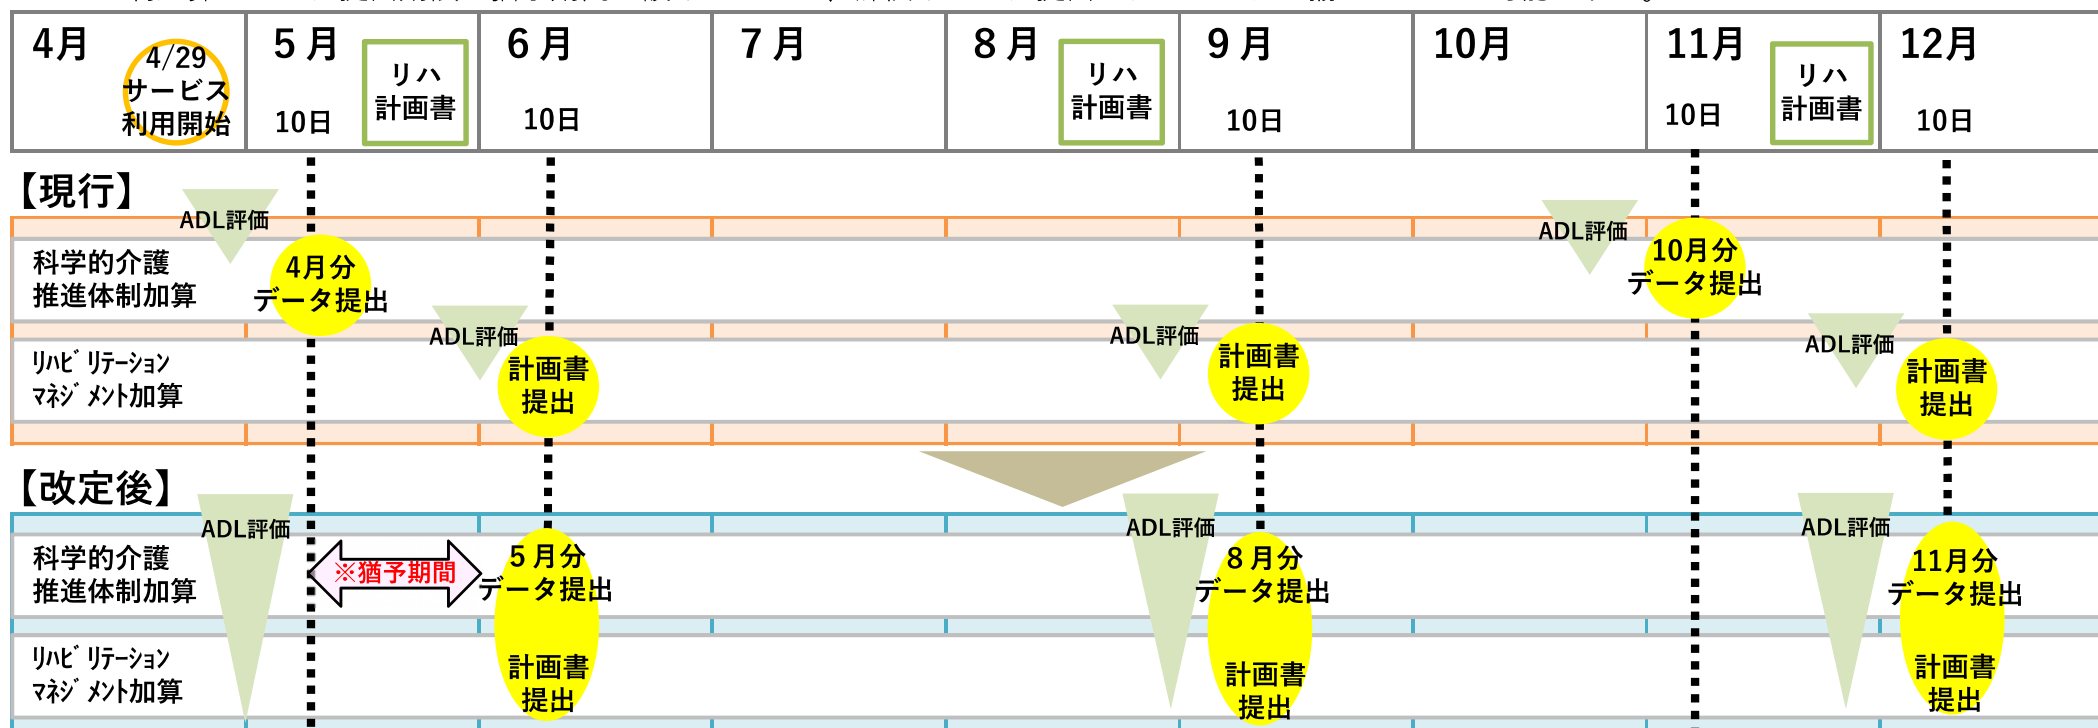 4月
4/29
サービス
利用開始
5月
10日
リハ
計画書
6月
10日
7月
8月
リハ
計画書
9月
10日
10月
11月
10日
リハ
計画書
12月
10日
【現行】
ADL評価
科学的介護
推進体制加算
4月分
データ提出
ADL評価
10月分
データ提出
ﾘﾊﾋﾞﾘﾃｰｼｮﾝ
ﾏﾈｼﾞﾒﾝﾄ加算
ADL評価
計画書
提出
ADL評価
計画書
提出
ADL評価
計画書
提出
【改定後】
ADL評価
科学的介護
推進体制加算
※猶予期間
5月分
データ提出
ADL評価
8月分
データ提出
ADL評価
11月分
データ提出
ﾘﾊﾋﾞﾘﾃｰｼｮﾝ
ﾏﾈｼﾞﾒﾝﾄ加算
計画書
提出
計画書
提出
計画書
提出